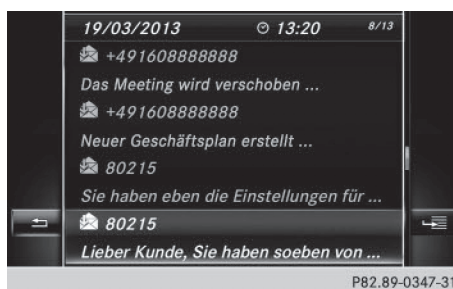 19/03/2013 13:20 8/13
+491608888888
Das Meeting wird verschoben ...
+491608888888
Neuer Geschäftsplan erstellt ...
80215
Sie haben eben die Einstellungen für ...
80215
Lieber Kunde, Sie haben soeben von ...
P82.89-0347-31